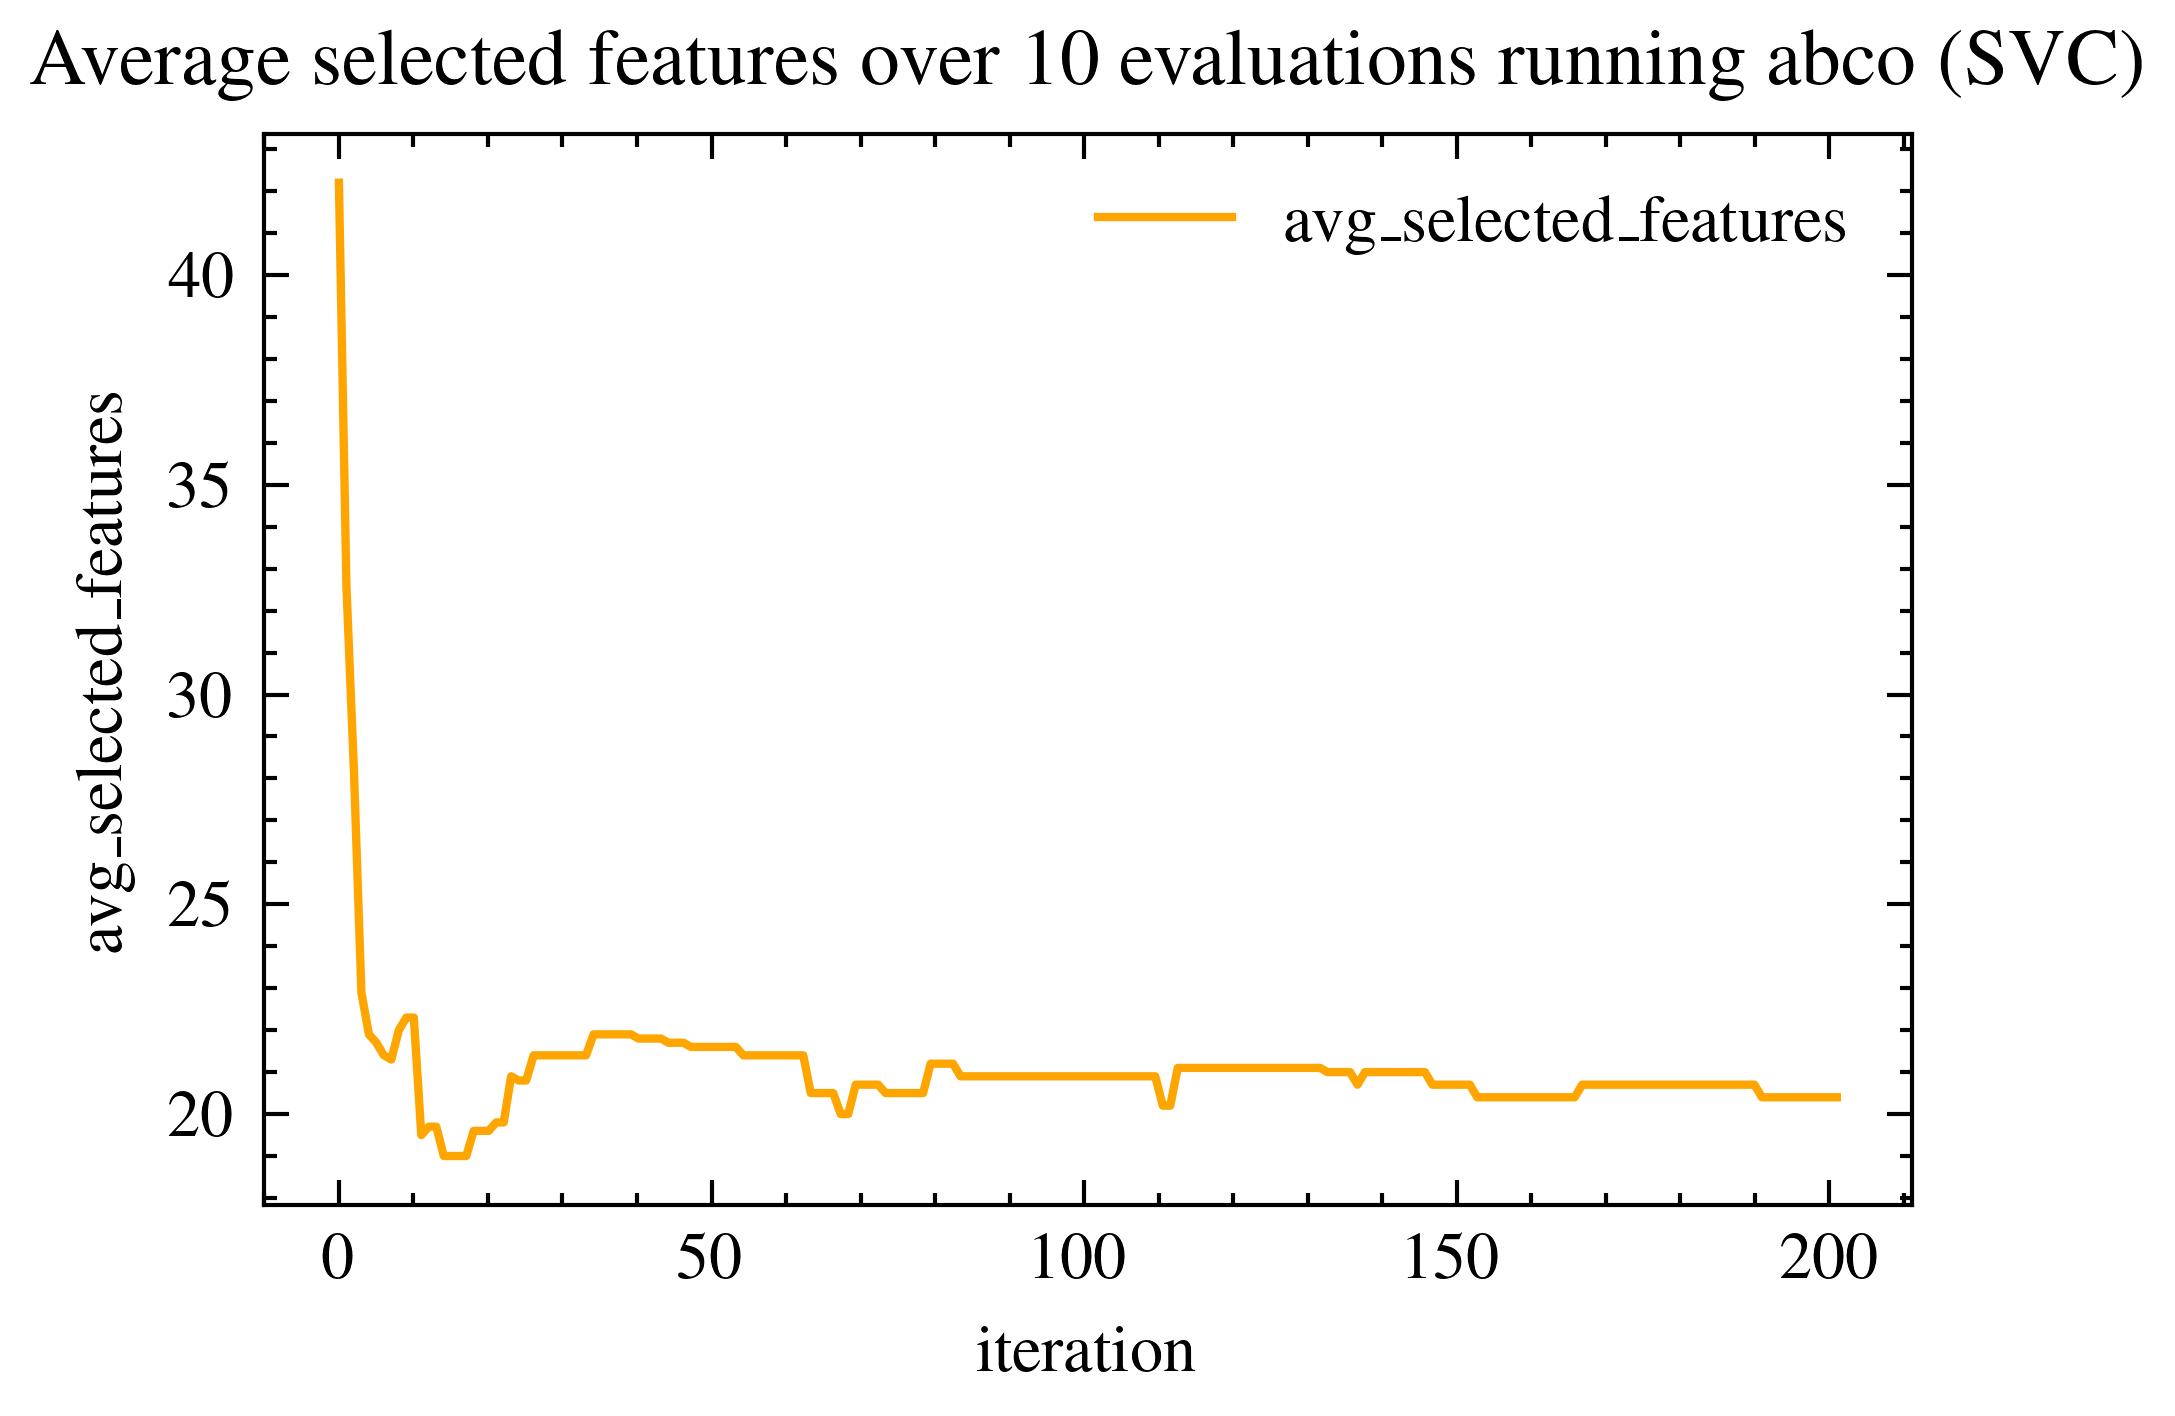 Average selected features over 10 evaluations running abco (SVC)
avg_selected_features
avg_selected_features
40
35
30
25
20
0 50 100 150 200
iteration